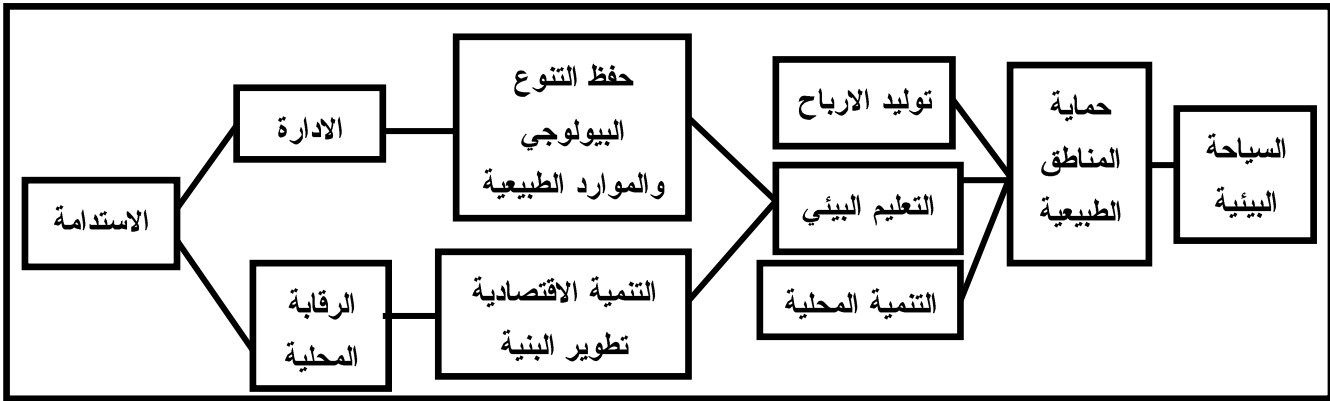 السياحة
البيئية
حماية
المناطق
الطبيعية
توليد الارباح
التعليم البيئي
التنمية المحلية
حفظ التنوع
البيولوجي
والموارد الطبيعية
التنمية الاقتصادية
تطوير البنية
الادارة
الرقابة
المحلية
الاستدامة